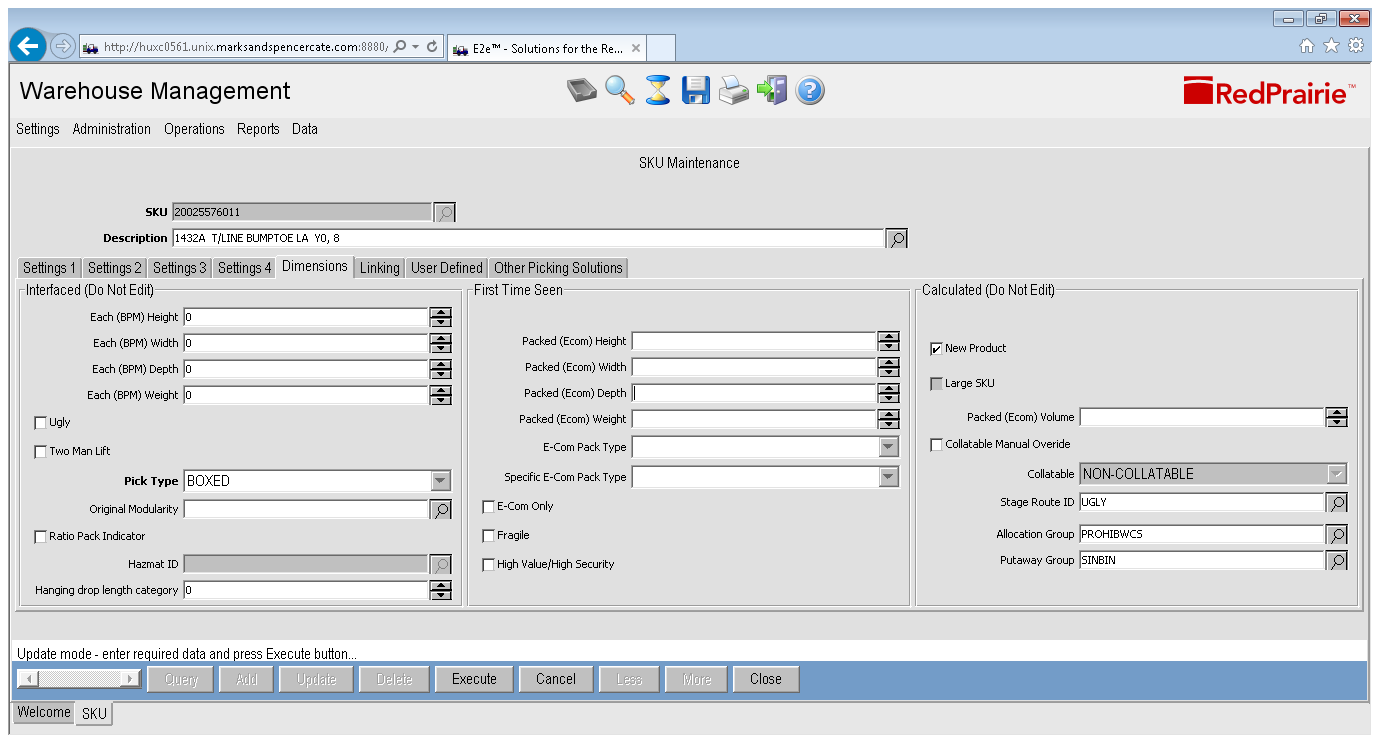 http://huxc0561.unix.marksandspencercate.com:8880,
E2e™ - Solutions for the Re...
Warehouse Management
RedPrairie™
Settings Administration Operations Reports Data
SKU Maintenance
SKU 20025576011
Description 1432A T/LINE BUMPTOE LA Y0, 8
Settings 1 Settings 2 Settings 3 Settings 4 Dimensions Linking User Defined Other Picking Solutions
Interfaced (Do Not Edit)
Each (BPM) Height 0
Each (BPM) Width 0
Each (BPM) Depth 0
Each (BPM) Weight 0
Ugly
Two Man Lift
Pick Type BOXED
Original Modularity
Ratio Pack Indicator
Hazmat ID
Hanging drop length category 0
First Time Seen
Packed (Ecom) Height
Packed (Ecom) Width
Packed (Ecom) Depth
Packed (Ecom) Weight
E-Com Pack Type
Specific E-Com Pack Type
E-Com Only
Fragile
High Value/High Security
Calculated (Do Not Edit)
New Product
Large SKU
Packed (Ecom) Volume
Collatable Manual Overide
Collatable NON-COLLATABLE
Stage Route ID UGLY
Allocation Group PROHIBWCS
Putaway Group SINBIN
Update mode - enter required data and press Execute button...
Query Add Update Delete Execute Cancel Less More Close
Welcome SKU